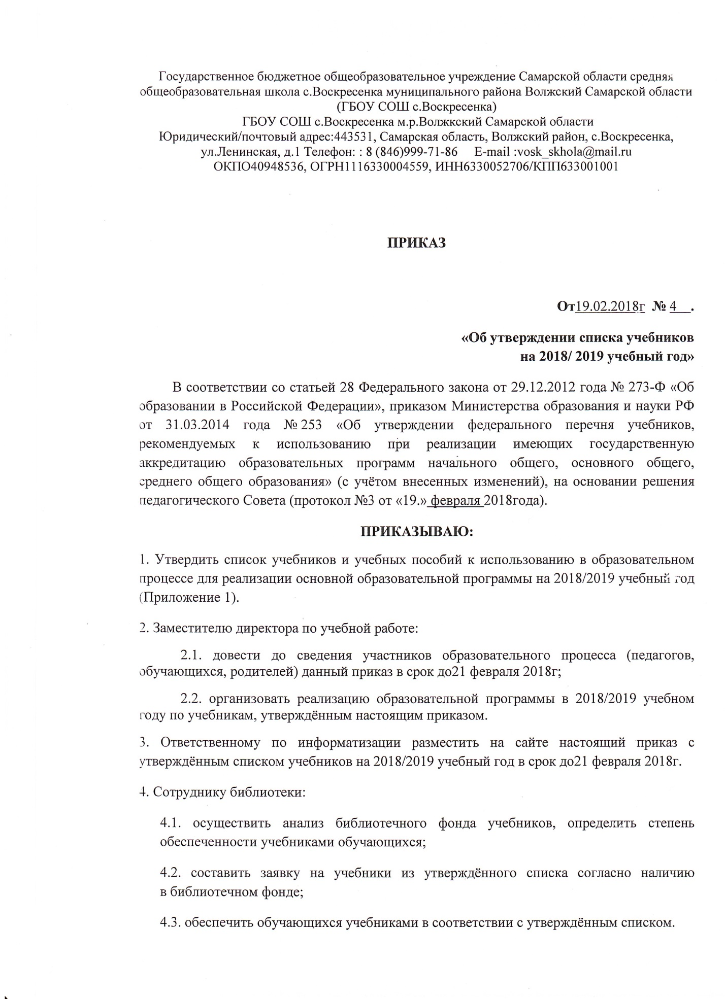 Государственное бюджетное общеобразовательное учреждение Самарской области средняя
общеобразовательная школа с.Воскресенка муниципального района Волжский Самарской области
(ГБОУ СОШ с.Воскресенка)
ГБОУ СОШ с.Воскресенка м.р.Волжкский Самарской области
Юридический/почтовый адрес:443531, Самарская область, Волжский район, с.Воскресенка,
ул.Ленинская, д.1 Телефон: : 8 (846)999-71-86 E-mail :vosk_skhola@mail.ru
ОКПО40948536, ОГРН1116330004559, ИНН6330052706/КПП633001001
ПРИКАЗ
От19.02.2018г № 4__.
«Об утверждении списка учебников
на 2018/ 2019 учебный год»
В соответствии со статьей 28 Федерального закона от 29.12.2012 года № 273-Ф «Об
образовании в Российской Федерации», приказом Министерства образования и науки РФ
от 31.03.2014 года № 253 «Об утверждении федерального перечня учебников,
рекомендуемых к использованию при реализации имеющих государственную
аккредитацию образовательных программ начального общего, основного общего,
среднего общего образования» (с учётом внесенных изменений), на основании решения
педагогического Совета (протокол №3 от «19.» февраля 2018года).
ПРИКАЗЫВАЮ:
1. Утвердить список учебников и учебных пособий к использованию в образовательном
процессе для реализации основной образовательной программы на 2018/2019 учебный год
(Приложение 1).
2. Заместителю директора по учебной работе:
2.1. довести до сведения участников образовательного процесса (педагогов,
обучающихся, родителей) данный приказ в срок до21 февраля 2018г;
2.2. организовать реализацию образовательной программы в 2018/2019 учебном
году по учебникам, утверждённым настоящим приказом.
3. Ответственному по информатизации разместить на сайте настоящий приказ с
утверждённым списком учебников на 2018/2019 учебный год в срок до21 февраля 2018г.
4. Сотруднику библиотеки:
4.1. осуществить анализ библиотечного фонда учебников, определить степень
обеспеченности учебниками обучающихся;
4.2. составить заявку на учебники из утверждённого списка согласно наличию
в библиотечном фонде;
4.3. обеспечить обучающихся учебниками в соответствии с утверждённым списком.